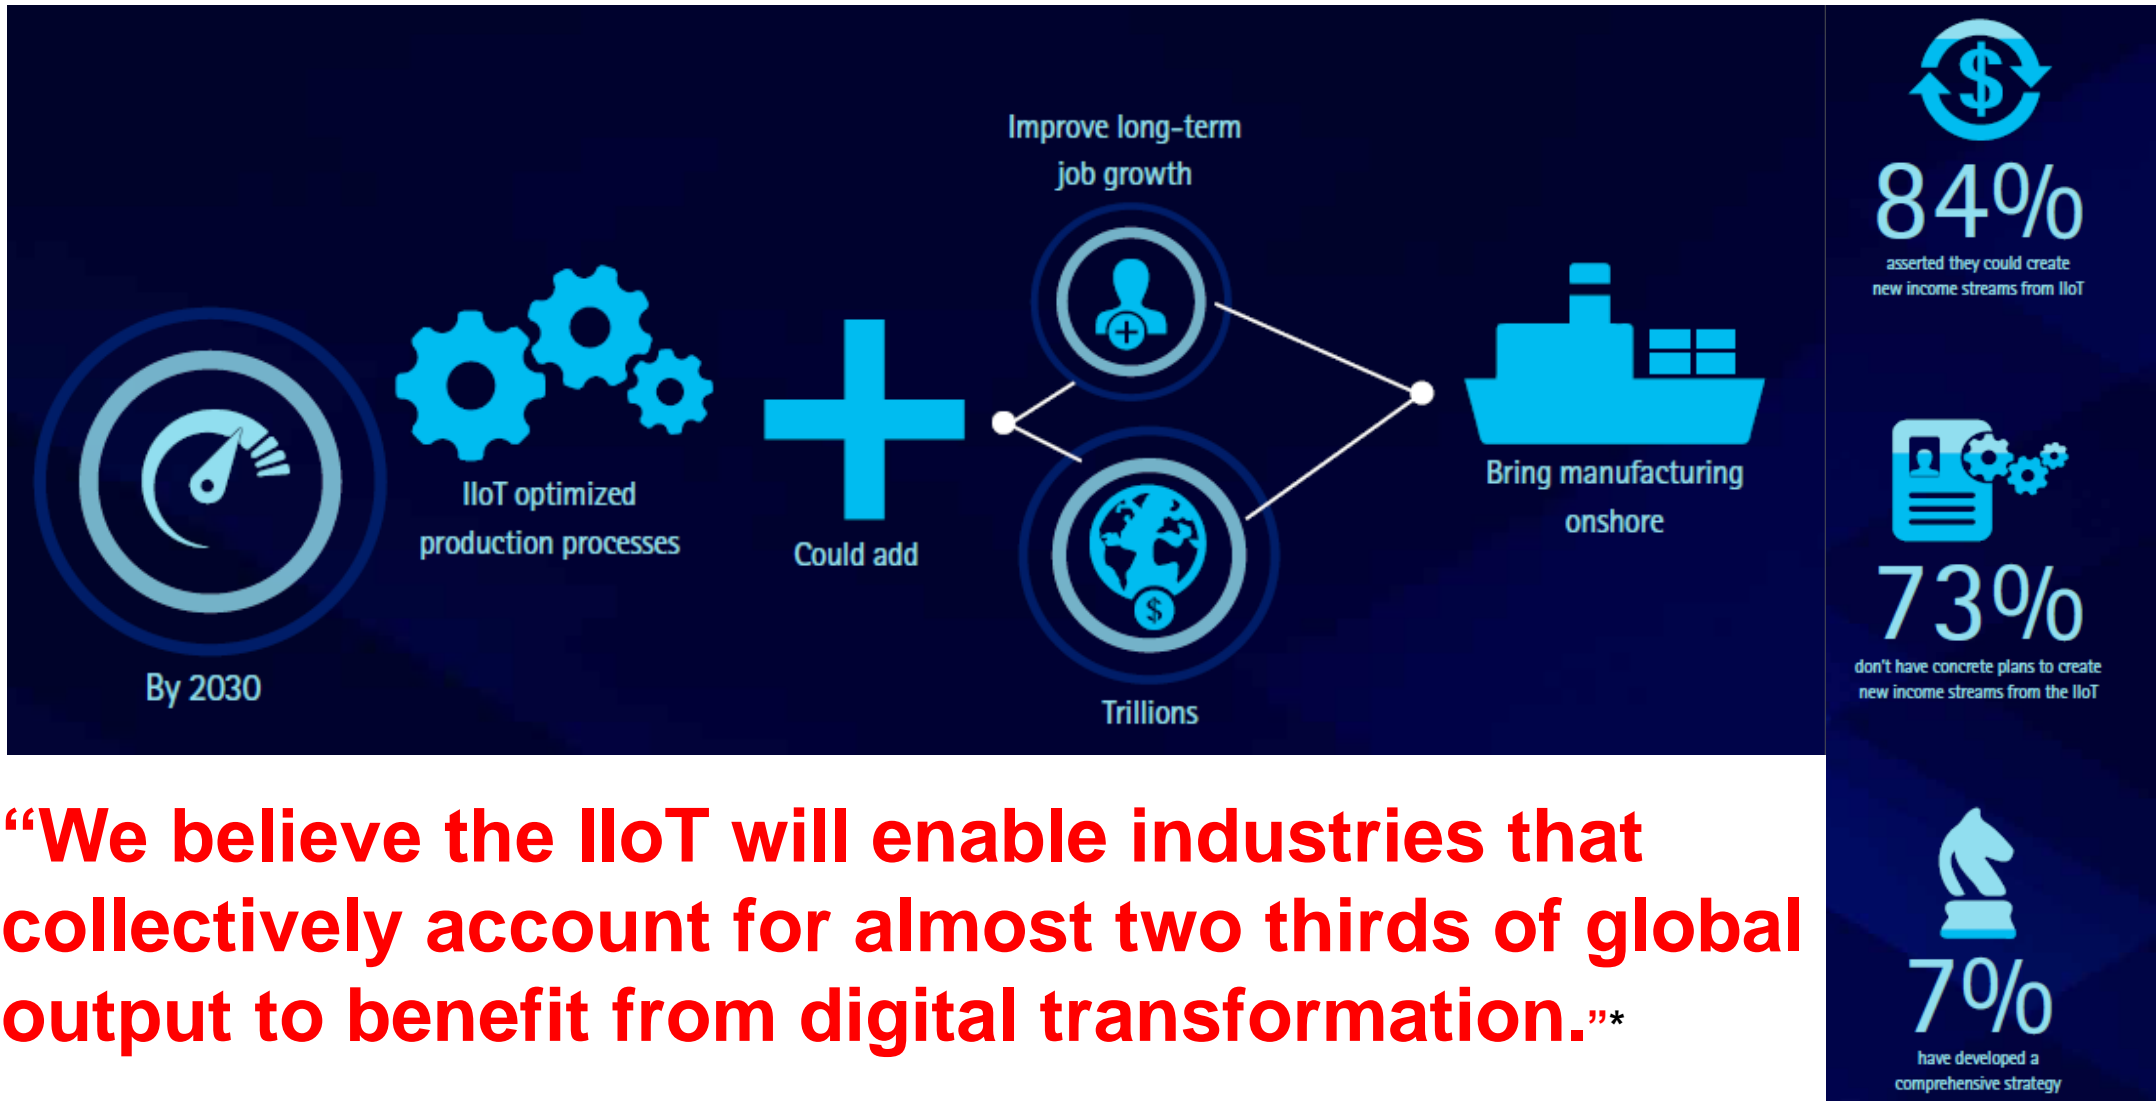 By 2030
IIoT optimized
production processes
Could add
Improve long-term
job growth
$
Trillions
Bring manufacturing
onshore
$
84%
asserted they could create
new income streams from IIoT
73%
don't have concrete plans to create
new income streams from the IIoT
7%
have developed a
comprehensive strategy
“We believe the IIoT will enable industries that
collectively account for almost two thirds of global
output to benefit from digital transformation.”*